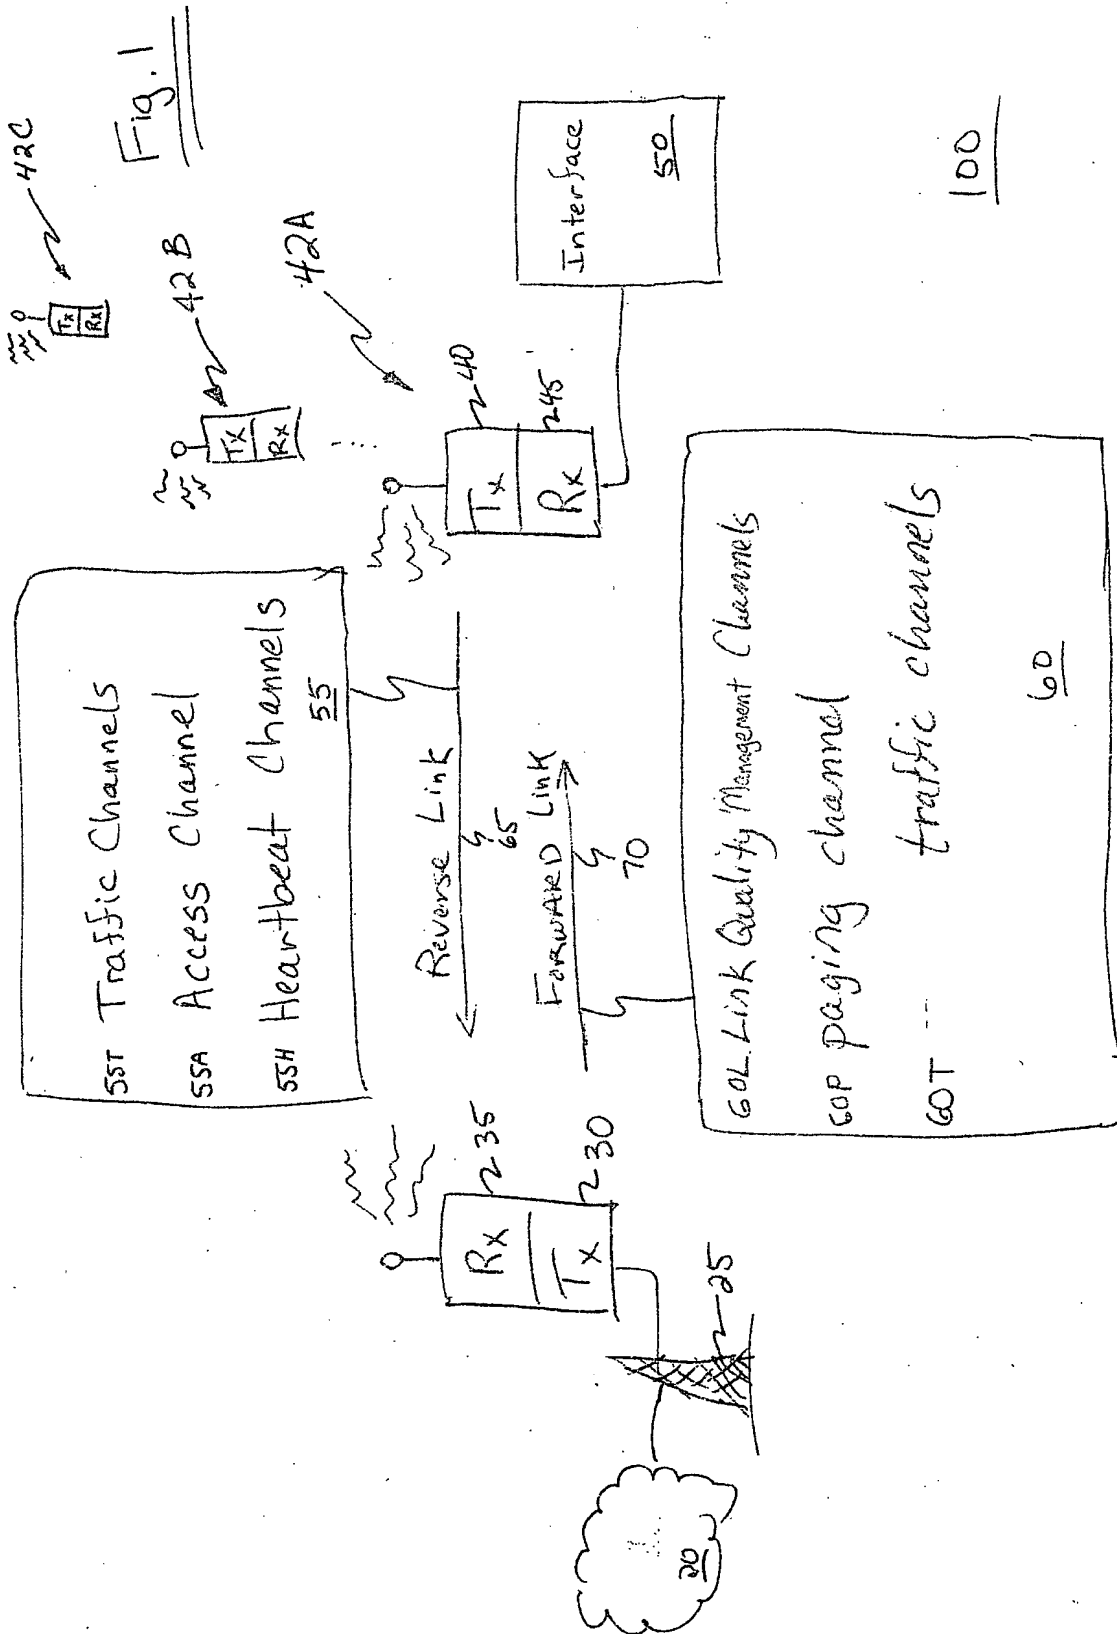 Fig. 1
42C
Tx
Rx
42B
Tx
Rx
42A
Tx
40
Rx
45
Interface
50
55T Traffic Channels
55A Access Channel
55H Heartbeat Channels
55
Reverse Link
65
FORWARD Link
70
Rx
35
Tx
30
25
20
60L Link Quality Management Channels
60P paging channel
60T -- traffic channels
60
100